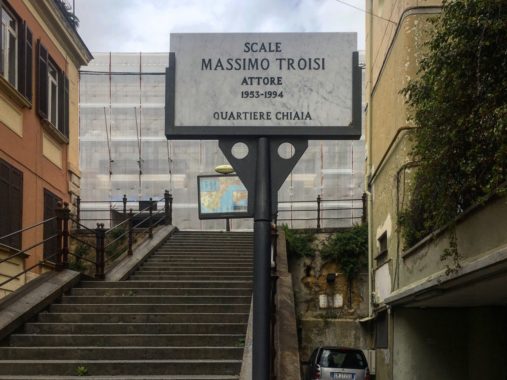 SCALE
MASSIMO TROISI
ATTORE
1953-1994
QUARTIERE CHIAIA